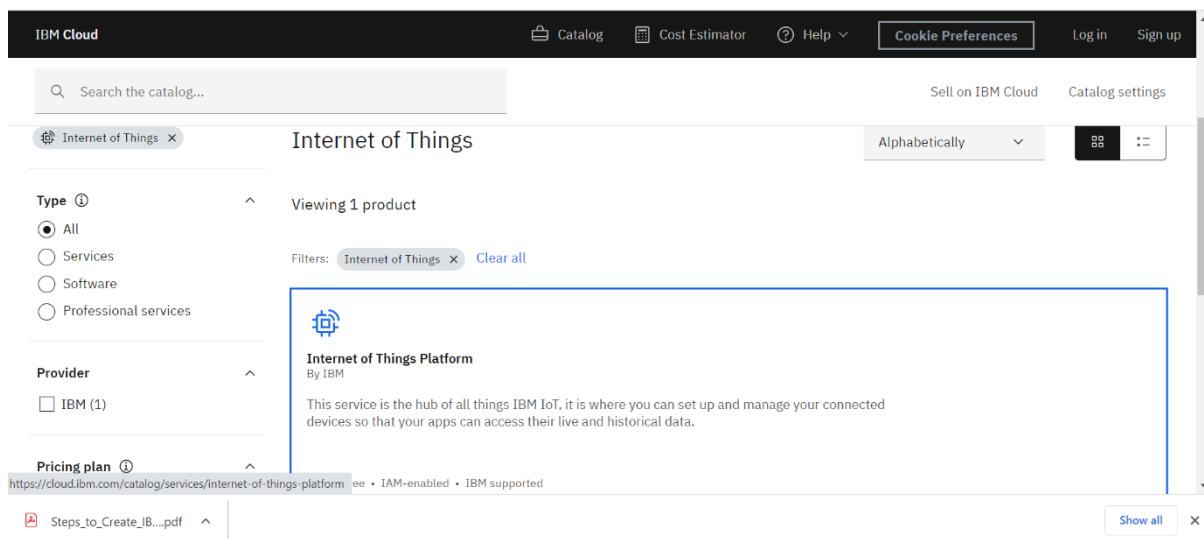 IBM Cloud
Catalog
Cost Estimator
Help
Cookie Preferences
Log in
Sign up
Search the catalog...
Sell on IBM Cloud
Catalog settings
Internet of Things
Internet of Things
Alphabetically
Type
All
Services
Software
Professional services
Provider
IBM (1)
Pricing plan
Viewing 1 product
Filters: Internet of Things Clear all
Internet of Things Platform
By IBM
This service is the hub of all things IBM IoT, it is where you can set up and manage your connected
devices so that your apps can access their live and historical data.
ee • IAM-enabled • IBM supported
https://cloud.ibm.com/catalog/services/internet-of-things-platform
Steps_to_Create_IB....pdf
Show all